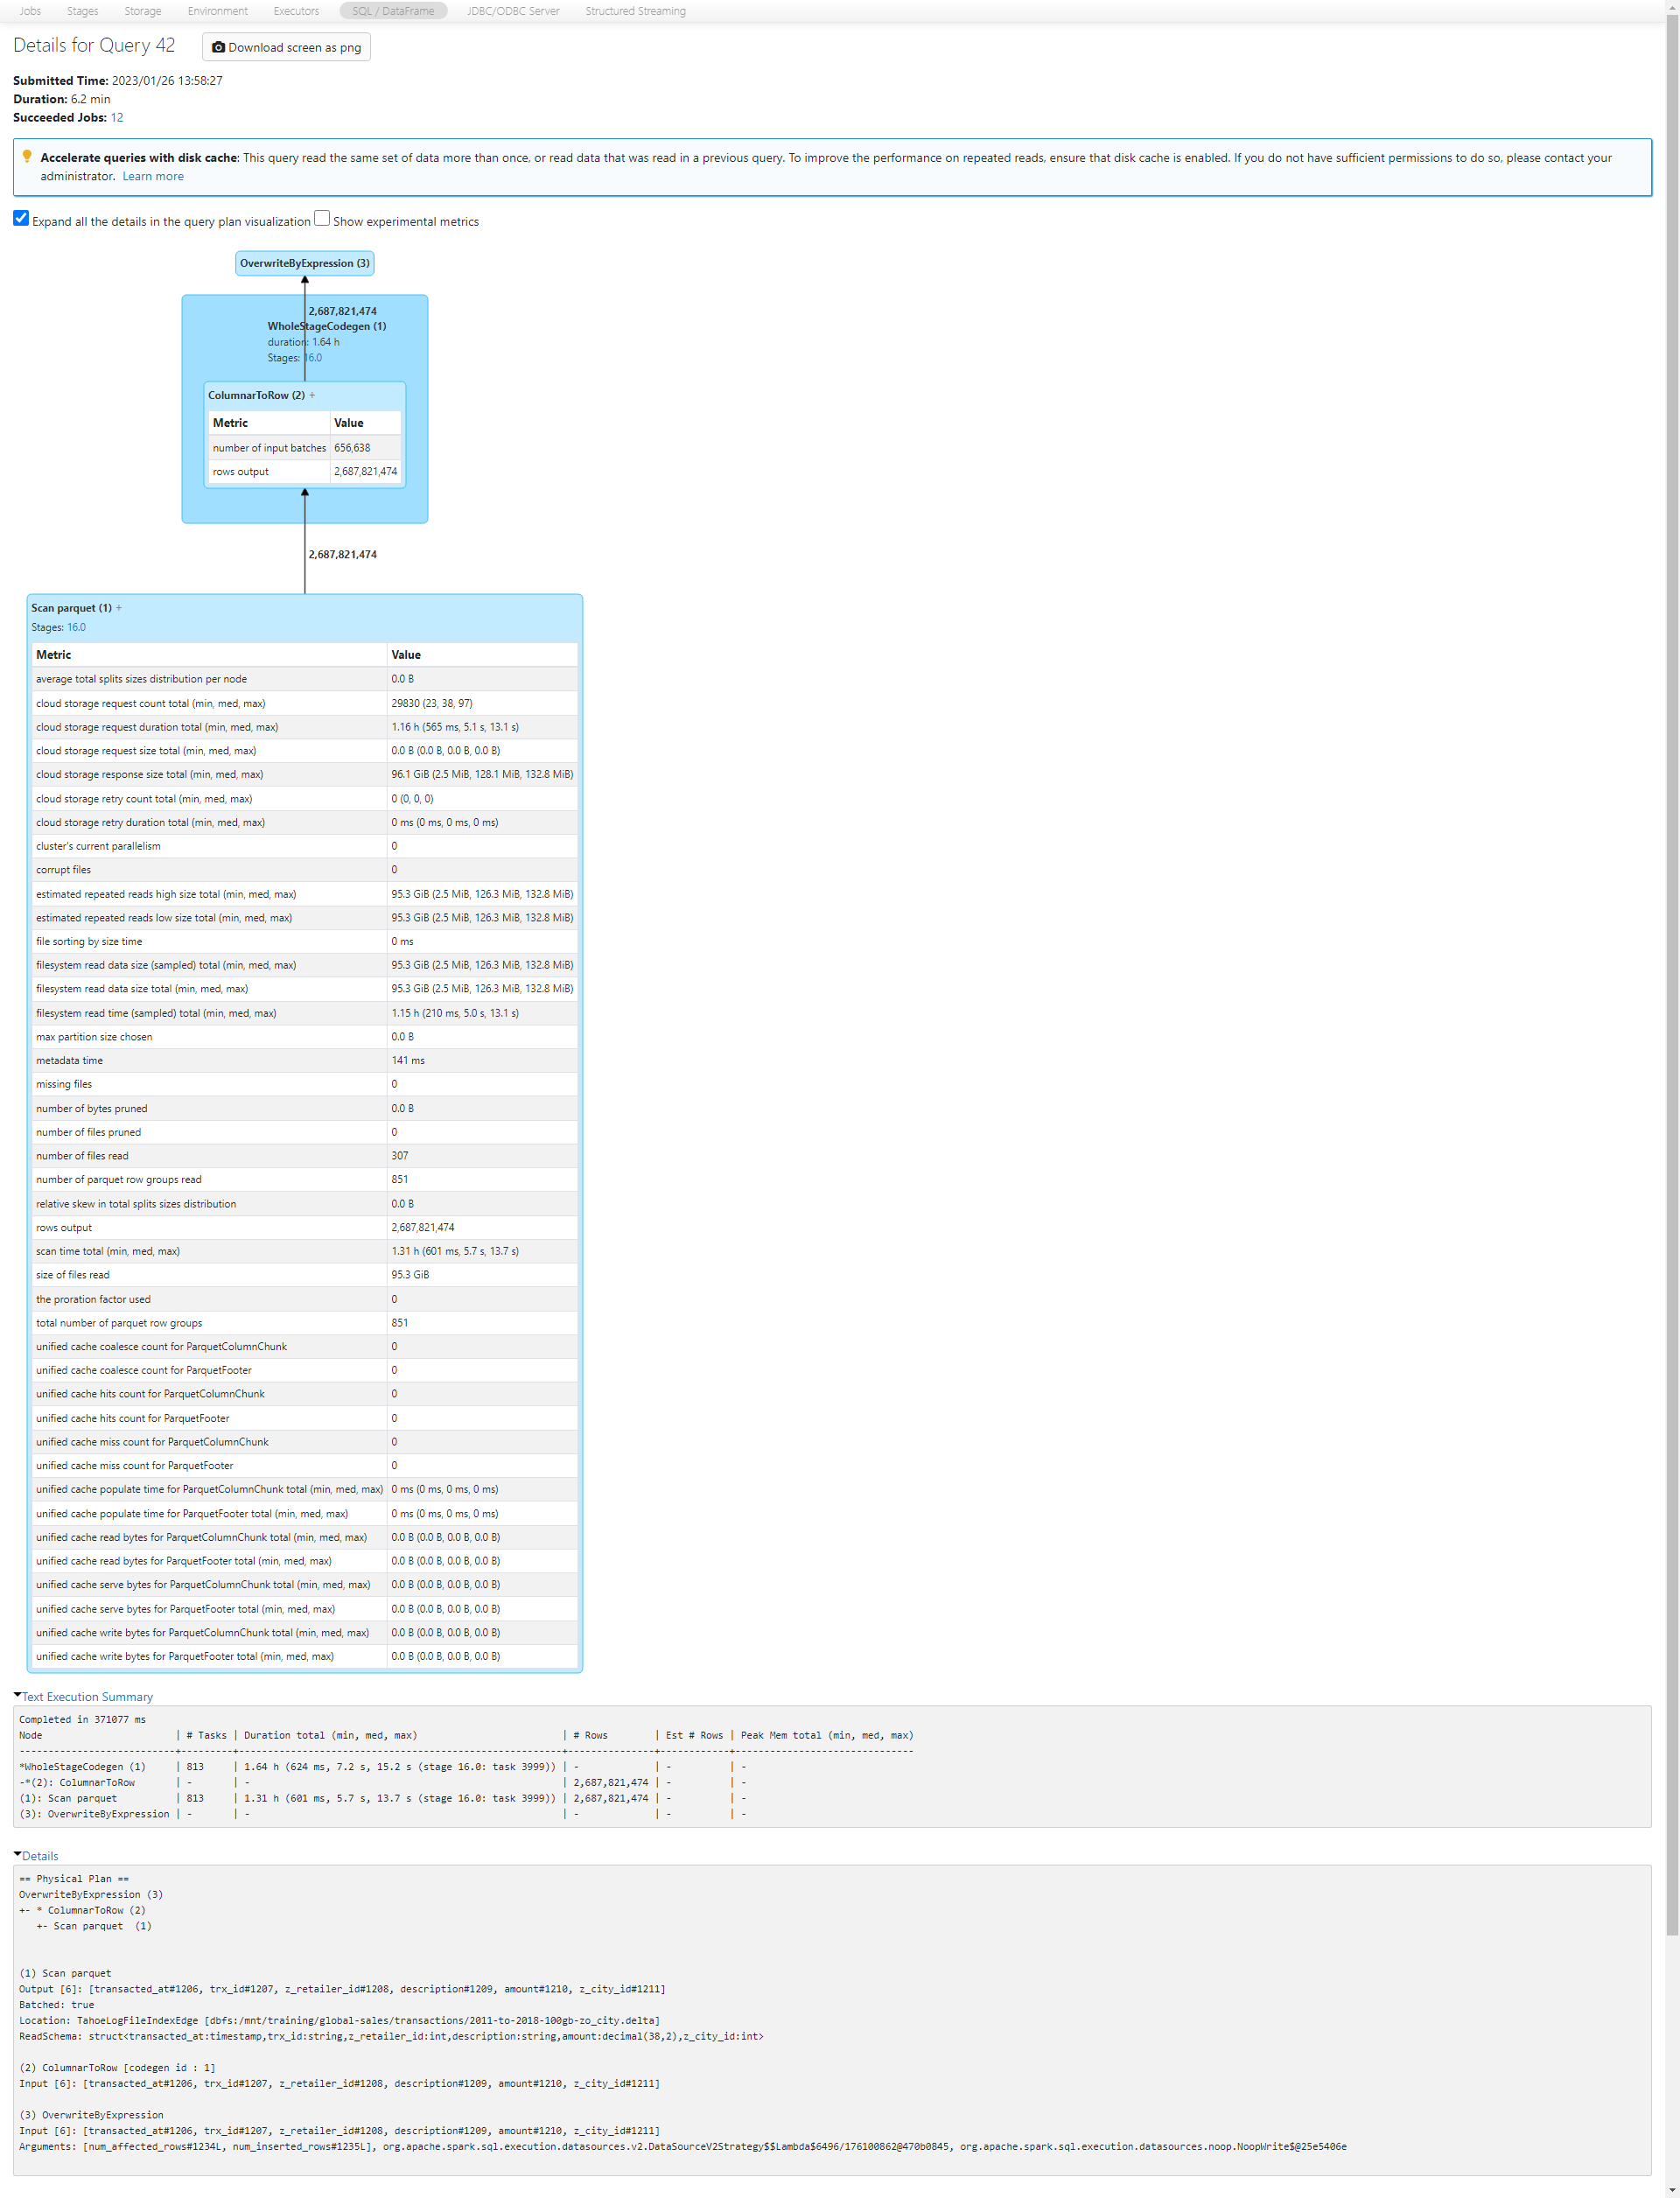 Jobs Stages Storage Environment Executors SQL / DataFrame JDBC/ODBC Server Structured Streaming
Details for Query 42 Download screen as png
Submitted Time: 2023/01/26 13:58:27
Duration: 6.2 min
Succeeded Jobs: 12
Accelerate queries with disk cache: This query read the same set of data more than once, or read data that was read in a previous query. To improve the performance on repeated reads, ensure that disk cache is enabled. If you do not have sufficient permissions to do so, please contact your
administrator. Learn more
Expand all the details in the query plan visualization Show experimental metrics
OverwriteByExpression (3)
2,687,821,474
WholeStageCodegen (1)
duration: 1.64 h
Stages: 16.0
ColumnarToRow (2) +
Metric Value
number of input batches 656,638
rows output 2,687,821,474
2,687,821,474
Scan parquet (1) +
Stages: 16.0
Metric Value
average total splits sizes distribution per node 0.0 B
cloud storage request count total (min, med, max) 29830 (23, 38, 97)
cloud storage request duration total (min, med, max) 1.16 h (565 ms, 5.1 s, 13.1 s)
cloud storage request size total (min, med, max) 0.0 B (0.0 B, 0.0 B, 0.0 B)
cloud storage response size total (min, med, max) 96.1 GiB (2.5 MiB, 128.1 MiB, 132.8 MiB)
cloud storage retry count total (min, med, max) 0 (0, 0, 0)
cloud storage retry duration total (min, med, max) 0 ms (0 ms, 0 ms, 0 ms)
cluster's current parallelism 0
corrupt files 0
estimated repeated reads high size total (min, med, max) 95.3 GiB (2.5 MiB, 126.3 MiB, 132.8 MiB)
estimated repeated reads low size total (min, med, max) 95.3 GiB (2.5 MiB, 126.3 MiB, 132.8 MiB)
file sorting by size time 0 ms
filesystem read data size (sampled) total (min, med, max) 95.3 GiB (2.5 MiB, 126.3 MiB, 132.8 MiB)
filesystem read data size total (min, med, max) 95.3 GiB (2.5 MiB, 126.3 MiB, 132.8 MiB)
filesystem read time (sampled) total (min, med, max) 1.15 h (210 ms, 5.0 s, 13.1 s)
max partition size chosen 0.0 B
metadata time 141 ms
missing files 0
number of bytes pruned 0.0 B
number of files pruned 0
number of files read 307
number of parquet row groups read 851
relative skew in total splits sizes distribution 0.0 B
rows output 2,687,821,474
scan time total (min, med, max) 1.31 h (601 ms, 5.7 s, 13.7 s)
size of files read 95.3 GiB
the proration factor used 0
total number of parquet row groups 851
unified cache coalesce count for ParquetColumnChunk 0
unified cache coalesce count for ParquetFooter 0
unified cache hits count for ParquetColumnChunk 0
unified cache hits count for ParquetFooter 0
unified cache miss count for ParquetColumnChunk 0
unified cache miss count for ParquetFooter 0
unified cache populate time for ParquetColumnChunk total (min, med, max) 0 ms (0 ms, 0 ms, 0 ms)
unified cache populate time for ParquetFooter total (min, med, max) 0 ms (0 ms, 0 ms, 0 ms)
unified cache read bytes for ParquetColumnChunk total (min, med, max) 0.0 B (0.0 B, 0.0 B, 0.0 B)
unified cache read bytes for ParquetFooter total (min, med, max) 0.0 B (0.0 B, 0.0 B, 0.0 B)
unified cache serve bytes for ParquetColumnChunk total (min, med, max) 0.0 B (0.0 B, 0.0 B, 0.0 B)
unified cache serve bytes for ParquetFooter total (min, med, max) 0.0 B (0.0 B, 0.0 B, 0.0 B)
unified cache write bytes for ParquetColumnChunk total (min, med, max) 0.0 B (0.0 B, 0.0 B, 0.0 B)
unified cache write bytes for ParquetFooter total (min, med, max) 0.0 B (0.0 B, 0.0 B, 0.0 B)
Text Execution Summary
Completed in 371077 ms
Node | # Tasks | Duration total (min, med, max) | # Rows | Est # Rows | Peak Mem total (min, med, max)
*WholeStageCodegen (1) | 813 | 1.64 h (624 ms, 7.2 s, 15.2 s (stage 16.0: task 3999)) | - | - | -
-*(2): ColumnarToRow | - | - | 2,687,821,474 | - | -
(1): Scan parquet | 813 | 1.31 h (601 ms, 5.7 s, 13.7 s (stage 16.0: task 3999)) | 2,687,821,474 | - | -
(3): OverwriteByExpression | - | - | - | - | -
Details
== Physical Plan ==
OverwriteByExpression (3)
+- * ColumnarToRow (2)
   +- Scan parquet  (1)
(1) Scan parquet
Output [6]: [transacted_at#1206, trx_id#1207, z_retailer_id#1208, description#1209, amount#1210, z_city_id#1211]
Batched: true
Location: TahoeLogFileIndexEdge [dbfs:/mnt/training/global-sales/transactions/2011-to-2018-100gb-zo_city.delta]
ReadSchema: struct<transacted_at:timestamp,trx_id:string,z_retailer_id:int,description:string,amount:decimal(38,2),z_city_id:int>
(2) ColumnarToRow [codegen id : 1]
Input [6]: [transacted_at#1206, trx_id#1207, z_retailer_id#1208, description#1209, amount#1210, z_city_id#1211]
(3) OverwriteByExpression
Input [6]: [transacted_at#1206, trx_id#1207, z_retailer_id#1208, description#1209, amount#1210, z_city_id#1211]
Arguments: [num_affected_rows#1234L, num_inserted_rows#1235L], org.apache.spark.sql.execution.datasources.v2.DataSourceV2Strategy$$Lambda$6496/176100862@470b0845, org.apache.spark.sql.execution.datasources.noop.NoopWrite$@25e5406e